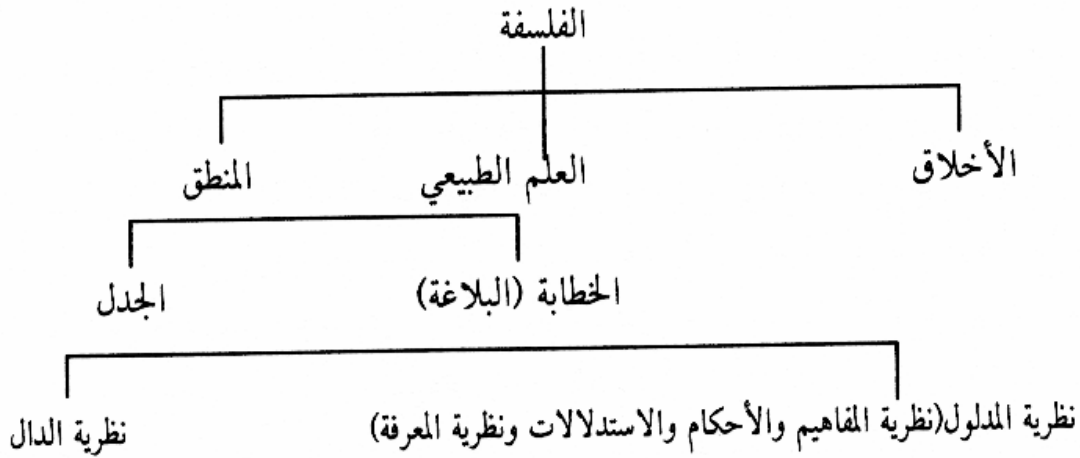 الفلسفة
الأخلاق
العلم الطبيعي
المنطق
الخطابة (البلاغة)
الجدل
نظرية المدلول(نظرية المفاهيم والأحكام والاستدلالات ونظرية المعرفة)
نظرية الدال